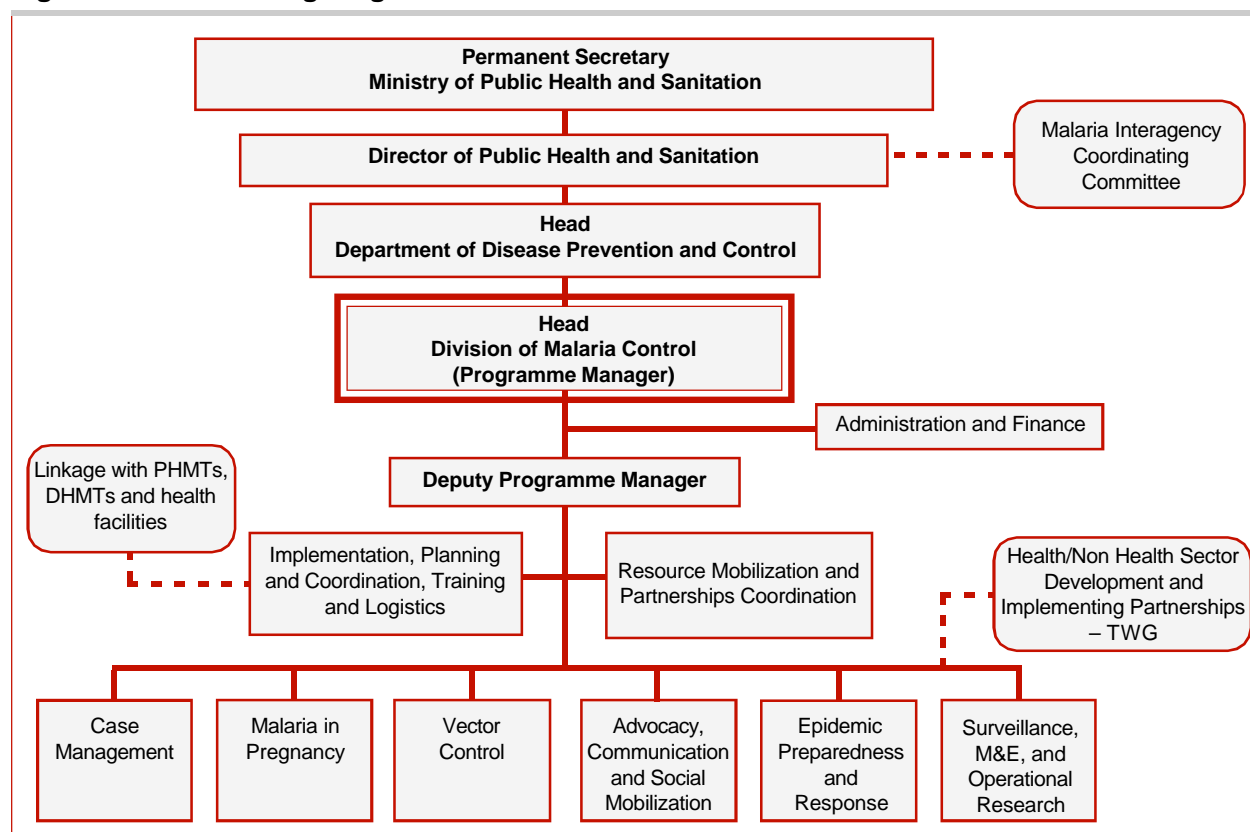 Permanent Secretary
Ministry of Public Health and Sanitation
Malaria Interagency
Coordinating
Committee
Director of Public Health and Sanitation
Head
Department of Disease Prevention and Control
Head
Division of Malaria Control
(Programme Manager)
Administration and Finance
Linkage with PHMTs,
DHMTs and health
facilities
Deputy Programme Manager
Implementation, Planning
and Coordination, Training
and Logistics
Resource Mobilization and
Partnerships Coordination
Health/Non Health Sector
Development and
Implementing Partnerships
– TWG
Case
Management
Malaria in
Pregnancy
Vector
Control
Advocacy,
Communication
and Social
Mobilization
Epidemic
Preparedness
and
Response
Surveillance,
M&E, and
Operational
Research